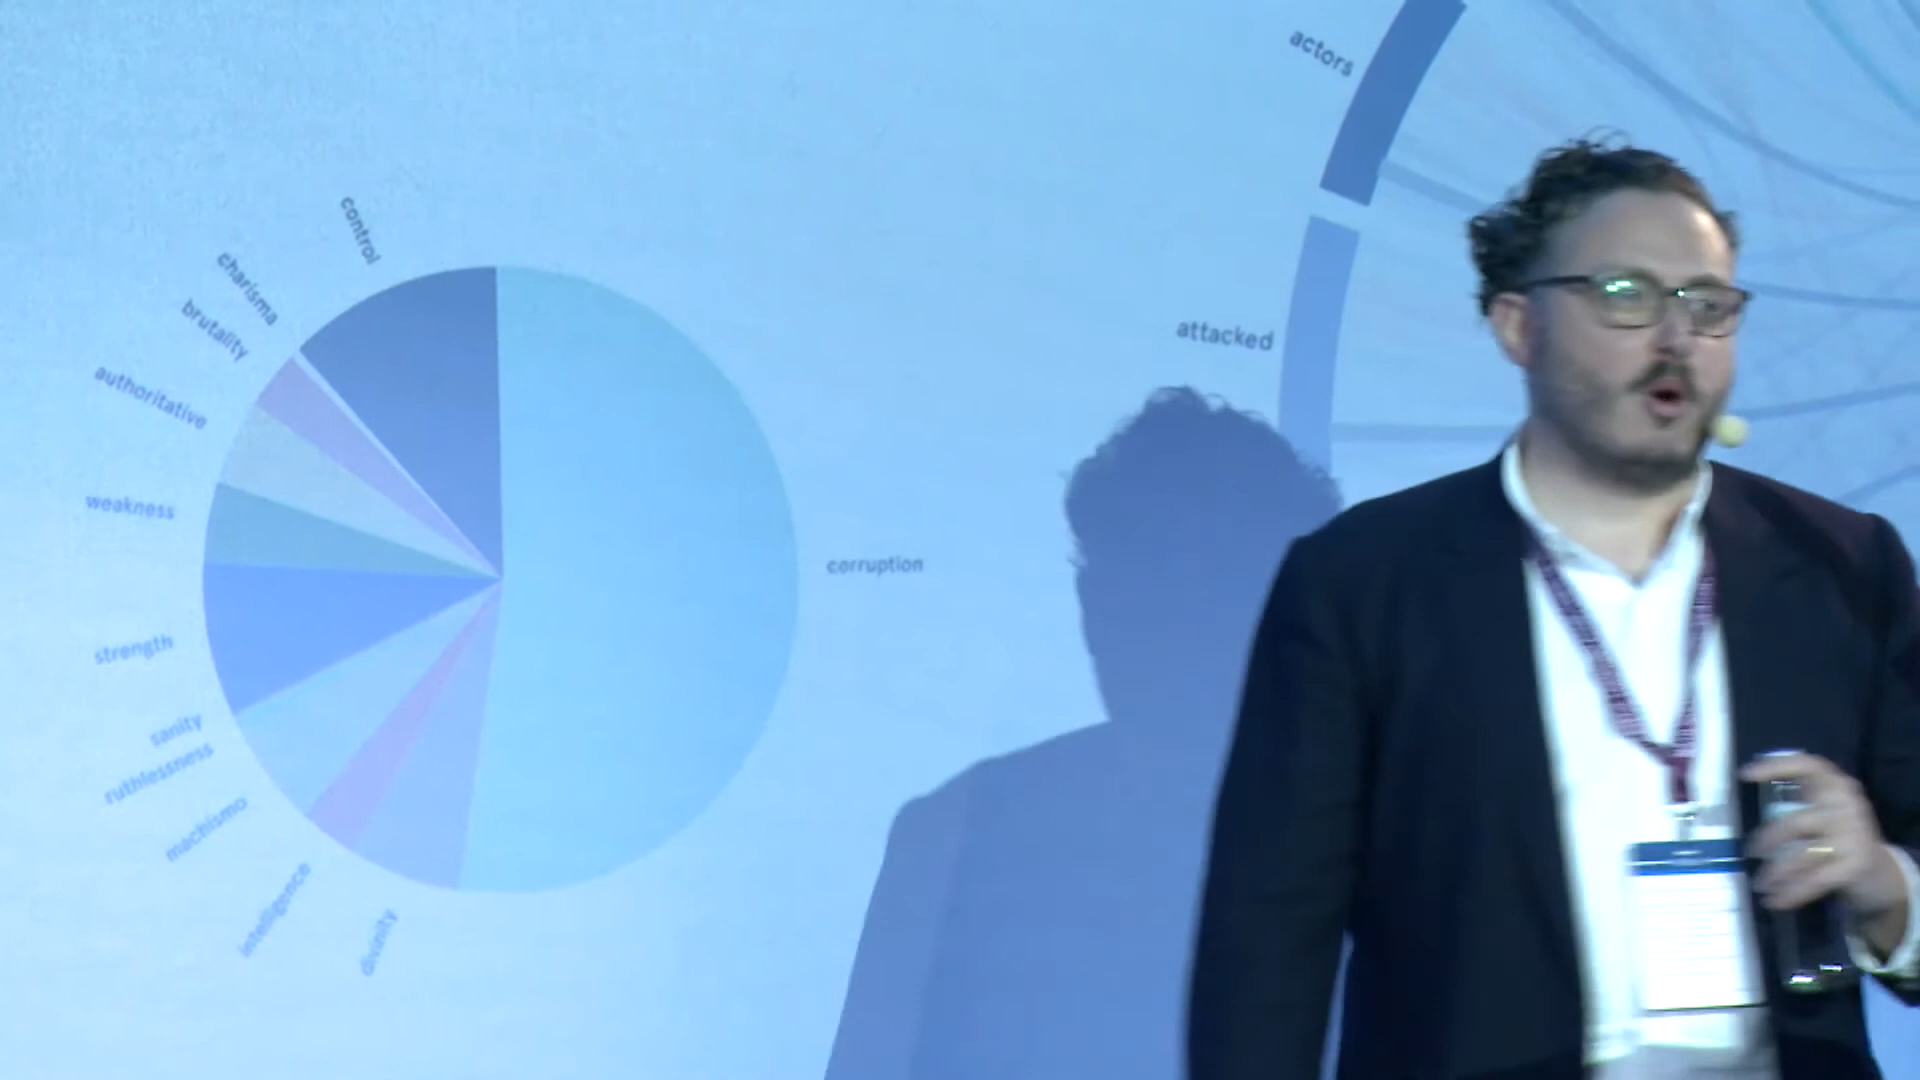 actors
control
charisma
brutality
attacked
authoritative
weakness
corruption
strength
sanity
ruthlessness
machismo
intelligence
divinity